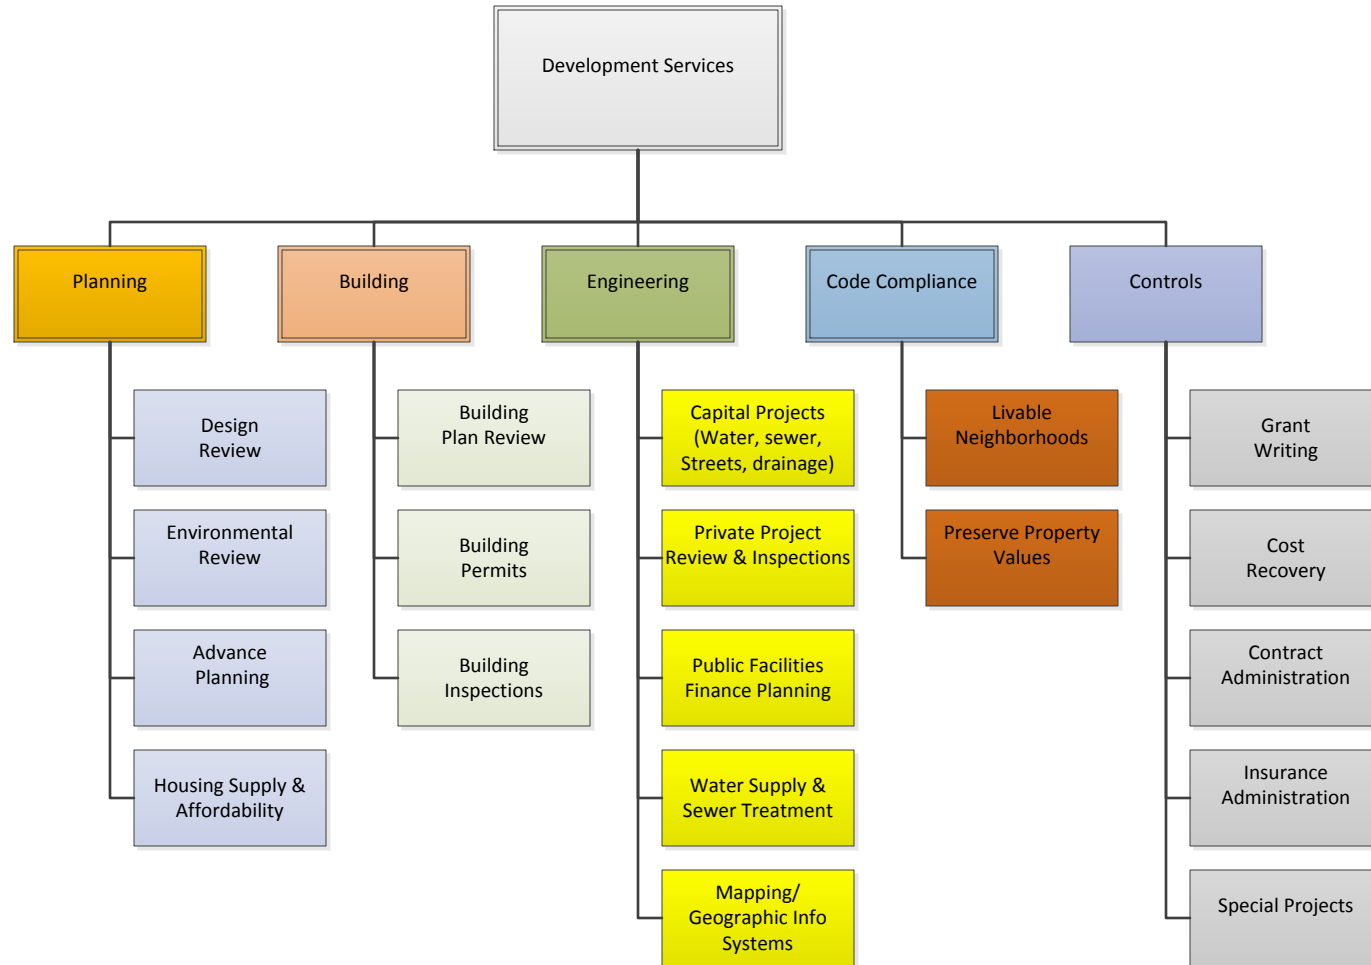 Development Services
Planning
Building
Engineering
Code Compliance
Controls
Design
Review
Environmental
Review
Advance
Planning
Housing Supply &
Affordability
Building
Plan Review
Building
Permits
Building
Inspections
Capital Projects
(Water, sewer,
Streets, drainage)
Private Project
Review & Inspections
Public Facilities
Finance Planning
Water Supply &
Sewer Treatment
Mapping/
Geographic Info
Systems
Livable
Neighborhoods
Preserve Property
Values
Grant
Writing
Cost
Recovery
Contract
Administration
Insurance
Administration
Special Projects